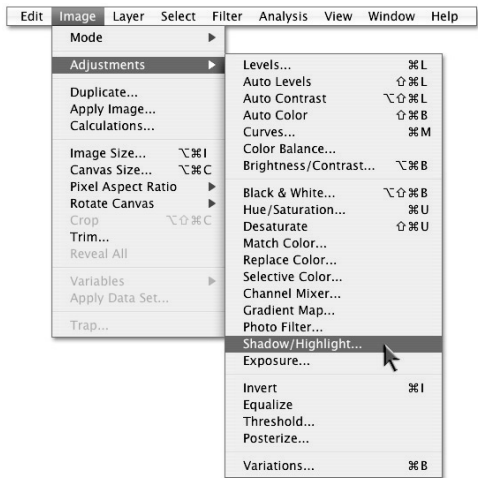 Edit Image Layer Select Filter Analysis View Window Help
Mode ▶
Adjustments ▶
Duplicate...
Apply Image...
Calculations...
Image Size... ⌥⌘I
Canvas Size... ⌥⌘C
Pixel Aspect Ratio ▶
Rotate Canvas ▶
Crop ⌥⇧⌘C
Trim...
Reveal All
Variables ▶
Apply Data Set...
Trap...
Levels... ⌘L
Auto Levels ⇧⌘L
Auto Contrast ⌥⇧⌘L
Auto Color ⇧⌘B
Curves... ⌘M
Color Balance...
Brightness/Contrast... ⌥⌘B
Black & White... ⌥⇧⌘B
Hue/Saturation... ⌘U
Desaturate ⇧⌘U
Match Color...
Replace Color...
Selective Color...
Channel Mixer...
Gradient Map...
Photo Filter...
Shadow/Highlight...
Exposure...
Invert ⌘I
Equalize
Threshold...
Posterize...
Variations... ⌘B